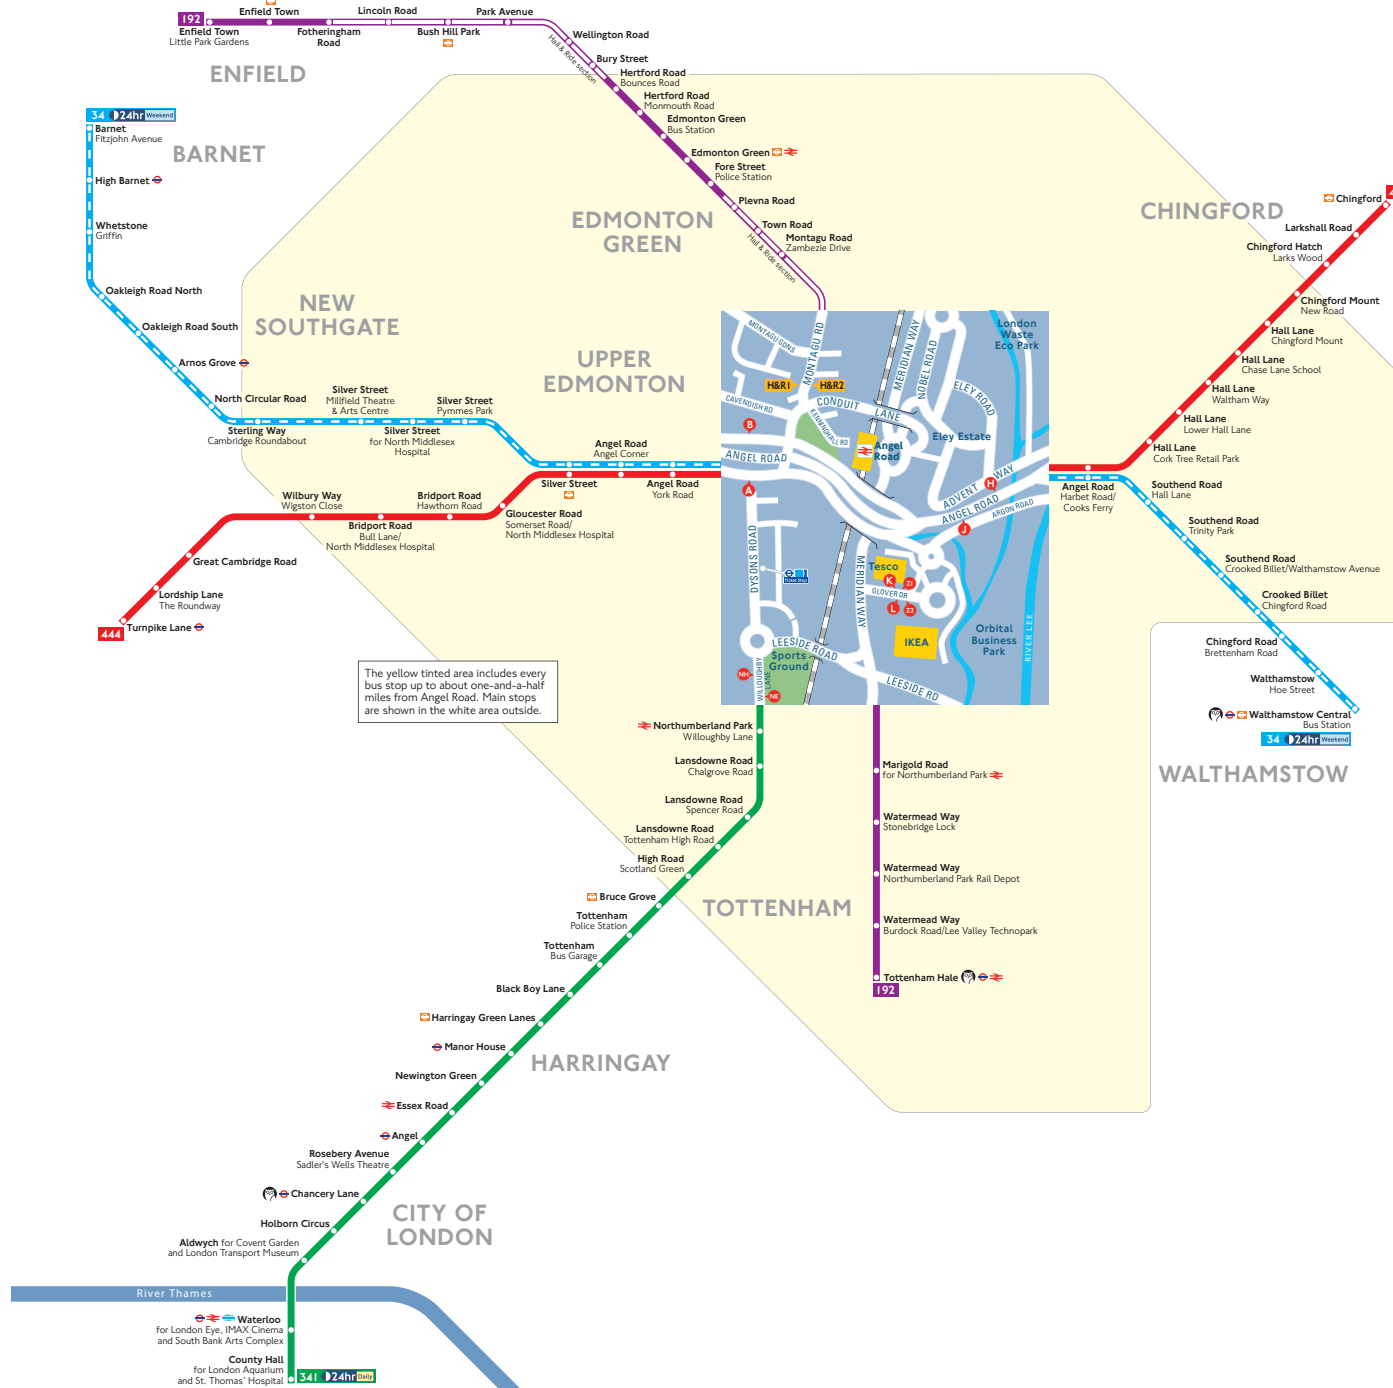 192
Enfield Town
Little Park Gardens
Enfield Town
Fotheringham
Road
Lincoln Road
Bush Hill Park
Park Avenue
Wellington Road
Hail & Ride section
Bury Street
Hertford Road
Bounces Road
Hertford Road
Monmouth Road
Edmonton Green
Bus Station
Edmonton Green
Fore Street
Police Station
Plevna Road
Town Road
Montagu Road
Zambezie Drive
Hail & Ride section
ENFIELD
34 24hr Weekend
Barnet
Fitzjohn Avenue
BARNET
High Barnet
Whetstone
Griffin
Oakleigh Road North
Oakleigh Road South
Arnos Grove
North Circular Road
Sterling Way
Cambridge Roundabout
Silver Street
Millfield Theatre
& Arts Centre
Silver Street
for North Middlesex
Hospital
Silver Street
Pymmes Park
Angel Road
Angel Corner
Silver Street
Angel Road
York Road
NEW
SOUTHGATE
UPPER
EDMONTON
EDMONTON
GREEN
CHINGFORD
Chingford
Larkshall Road
Chingford Hatch
Larks Wood
Chingford Mount
New Road
Hall Lane
Chingford Mount
Hall Lane
Chase Lane School
Hall Lane
Waltham Way
Hall Lane
Lower Hall Lane
Hall Lane
Cork Tree Retail Park
Angel Road
Harbet Road/
Cooks Ferry
Southend Road
Hall Lane
Southend Road
Trinity Park
Southend Road
Crooked Billet/Walthamstow Avenue
Crooked Billet
Chingford Road
Chingford Road
Brettenham Road
Walthamstow
Hoe Street
Walthamstow Central
Bus Station
34 24hr Weekend
WALTHAMSTOW
Wilbury Way
Wigston Close
Bridport Road
Bull Lane/
North Middlesex Hospital
Bridport Road
Hawthorn Road
Gloucester Road
Somerset Road/
North Middlesex Hospital
Great Cambridge Road
Lordship Lane
The Roundway
444
Turnpike Lane
The yellow tinted area includes every
bus stop up to about one-and-a-half
miles from Angel Road. Main stops
are shown in the white area outside.
MONTAGU GDNS
MONTAGU RD
MERIDIAN WAY
NOBEL ROAD
London
Waste
Eco Park
H&R1
H&R2
CAVENDISH RD
CONDUIT
LANE
KENNINGHALL RD
ELEY ROAD
Eley Estate
B
ANGEL ROAD
Angel
Road
A
ADVENT WAY
H
ANGEL ROAD
ARGON ROAD
J
DYSONS ROAD
Ticket Stop
MERIDIAN WAY
Tesco
K
Z1
GLOVER DR
L
Z2
IKEA
Orbital
Business
Park
RIVER LEE
LEESIDE ROAD
Sports
Ground
WILLOUGHBY
LANE
NH
NE
LEESIDE RD
Northumberland Park
Willoughby Lane
Lansdowne Road
Chalgrove Road
Lansdowne Road
Spencer Road
Lansdowne Road
Tottenham High Road
High Road
Scotland Green
Bruce Grove
Tottenham
Police Station
Tottenham
Bus Garage
Black Boy Lane
Harringay Green Lanes
Manor House
Newington Green
Essex Road
Angel
Rosebery Avenue
Sadler's Wells Theatre
Chancery Lane
Holborn Circus
Aldwych for Covent Garden
and London Transport Museum
TOTTENHAM
HARRINGAY
CITY OF
LONDON
Marigold Road
for Northumberland Park
Watermead Way
Stonebridge Lock
Watermead Way
Northumberland Park Rail Depot
Watermead Way
Burdock Road/Lee Valley Technopark
Tottenham Hale
192
River Thames
Waterloo
for London Eye, IMAX Cinema
and South Bank Arts Complex
County Hall
for London Aquarium
and St. Thomas' Hospital
341 24hr Daily